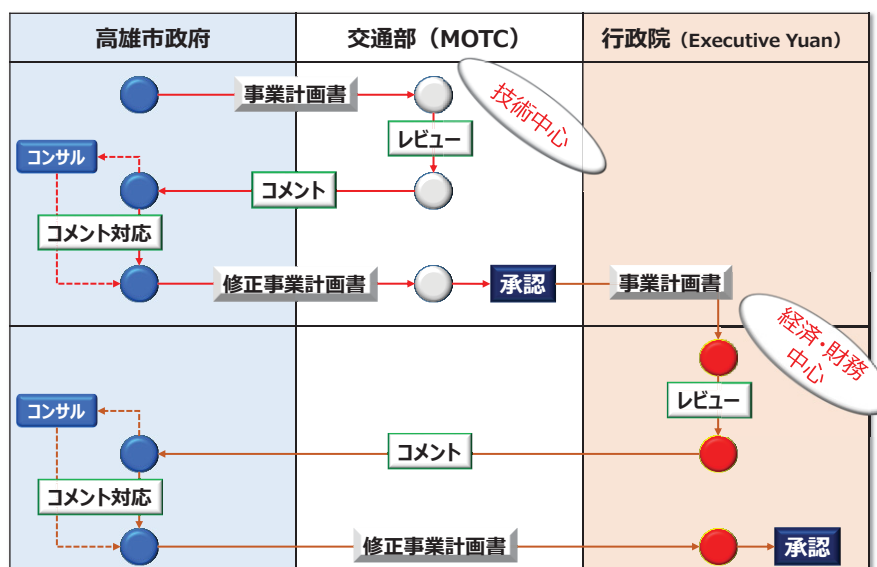 高雄市政府
交通部（MOTC）
行政院（Executive Yuan）
事業計画書
技術中心
レビュー
コンサル
コメント
コメント対応
修正事業計画書
承認
事業計画書
経済・財務
中心
レビュー
コンサル
コメント
コメント対応
修正事業計画書
承認